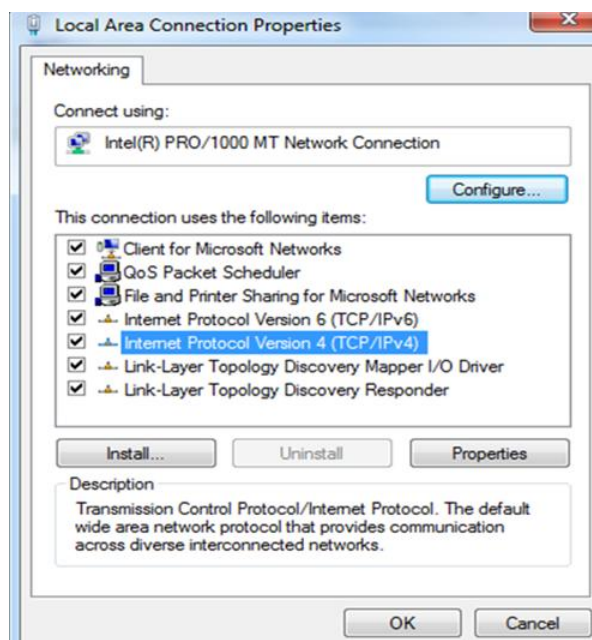 Local Area Connection Properties
Networking
Connect using:
Intel(R) PRO/1000 MT Network Connection
Configure...
This connection uses the following items:
Client for Microsoft Networks
QoS Packet Scheduler
File and Printer Sharing for Microsoft Networks
Internet Protocol Version 6 (TCP/IPv6)
Internet Protocol Version 4 (TCP/IPv4)
Link-Layer Topology Discovery Mapper I/O Driver
Link-Layer Topology Discovery Responder
Install... Uninstall Properties
Description
Transmission Control Protocol/Internet Protocol. The default
wide area network protocol that provides communication
across diverse interconnected networks.
OK Cancel